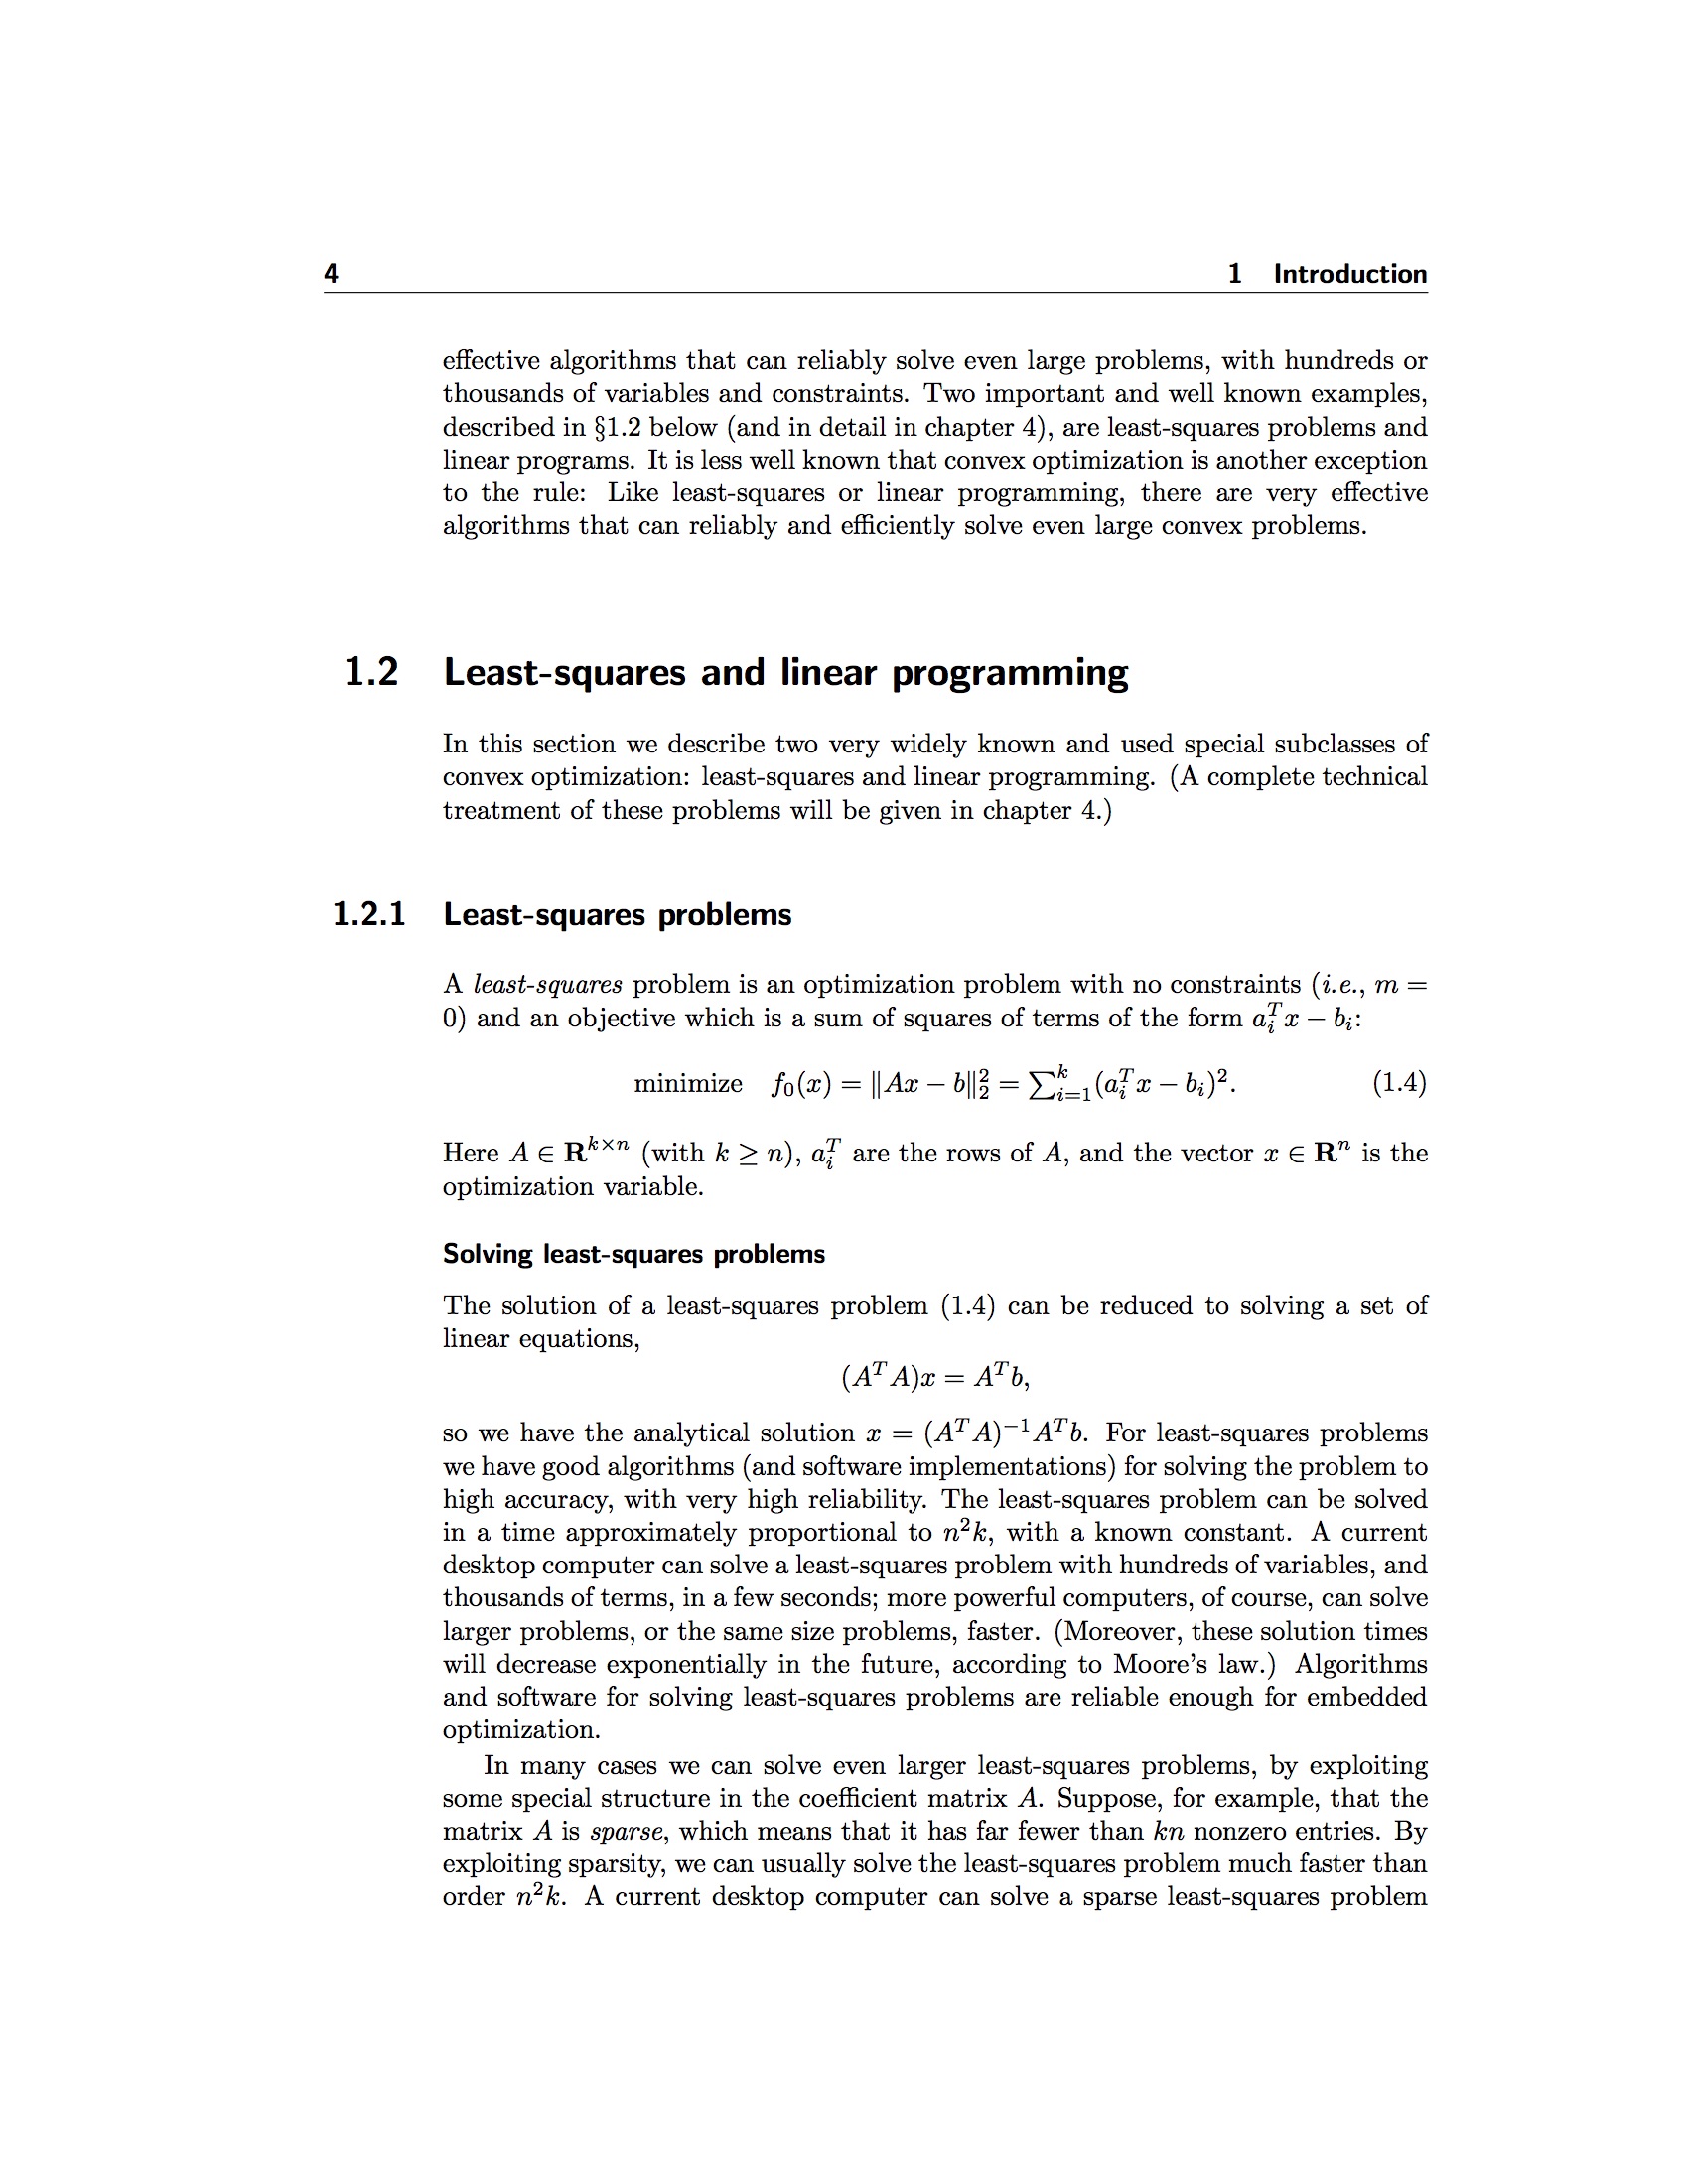 4 1 Introduction
effective algorithms that can reliably solve even large problems, with hundreds or
thousands of variables and constraints. Two important and well known examples,
described in §1.2 below (and in detail in chapter 4), are least-squares problems and
linear programs. It is less well known that convex optimization is another exception
to the rule: Like least-squares or linear programming, there are very effective
algorithms that can reliably and efficiently solve even large convex problems.
1.2 Least-squares and linear programming
In this section we describe two very widely known and used special subclasses of
convex optimization: least-squares and linear programming. (A complete technical
treatment of these problems will be given in chapter 4.)
1.2.1 Least-squares problems
A least-squares problem is an optimization problem with no constraints (i.e., m =
0) and an objective which is a sum of squares of terms of the form a_i^T x − b_i:
minimize f_0(x) = ‖Ax − b‖_2^2 = ∑_{i=1}^k (a_i^T x − b_i)^2. (1.4)
Here A ∈ R^{k×n} (with k ≥ n), a_i^T are the rows of A, and the vector x ∈ R^n is the
optimization variable.
Solving least-squares problems
The solution of a least-squares problem (1.4) can be reduced to solving a set of
linear equations,
(A^T A)x = A^T b,
so we have the analytical solution x = (A^T A)^{−1} A^T b. For least-squares problems
we have good algorithms (and software implementations) for solving the problem to
high accuracy, with very high reliability. The least-squares problem can be solved
in a time approximately proportional to n^2 k, with a known constant. A current
desktop computer can solve a least-squares problem with hundreds of variables, and
thousands of terms, in a few seconds; more powerful computers, of course, can solve
larger problems, or the same size problems, faster. (Moreover, these solution times
will decrease exponentially in the future, according to Moore's law.) Algorithms
and software for solving least-squares problems are reliable enough for embedded
optimization.
In many cases we can solve even larger least-squares problems, by exploiting
some special structure in the coefficient matrix A. Suppose, for example, that the
matrix A is sparse, which means that it has far fewer than kn nonzero entries. By
exploiting sparsity, we can usually solve the least-squares problem much faster than
order n^2 k. A current desktop computer can solve a sparse least-squares problem